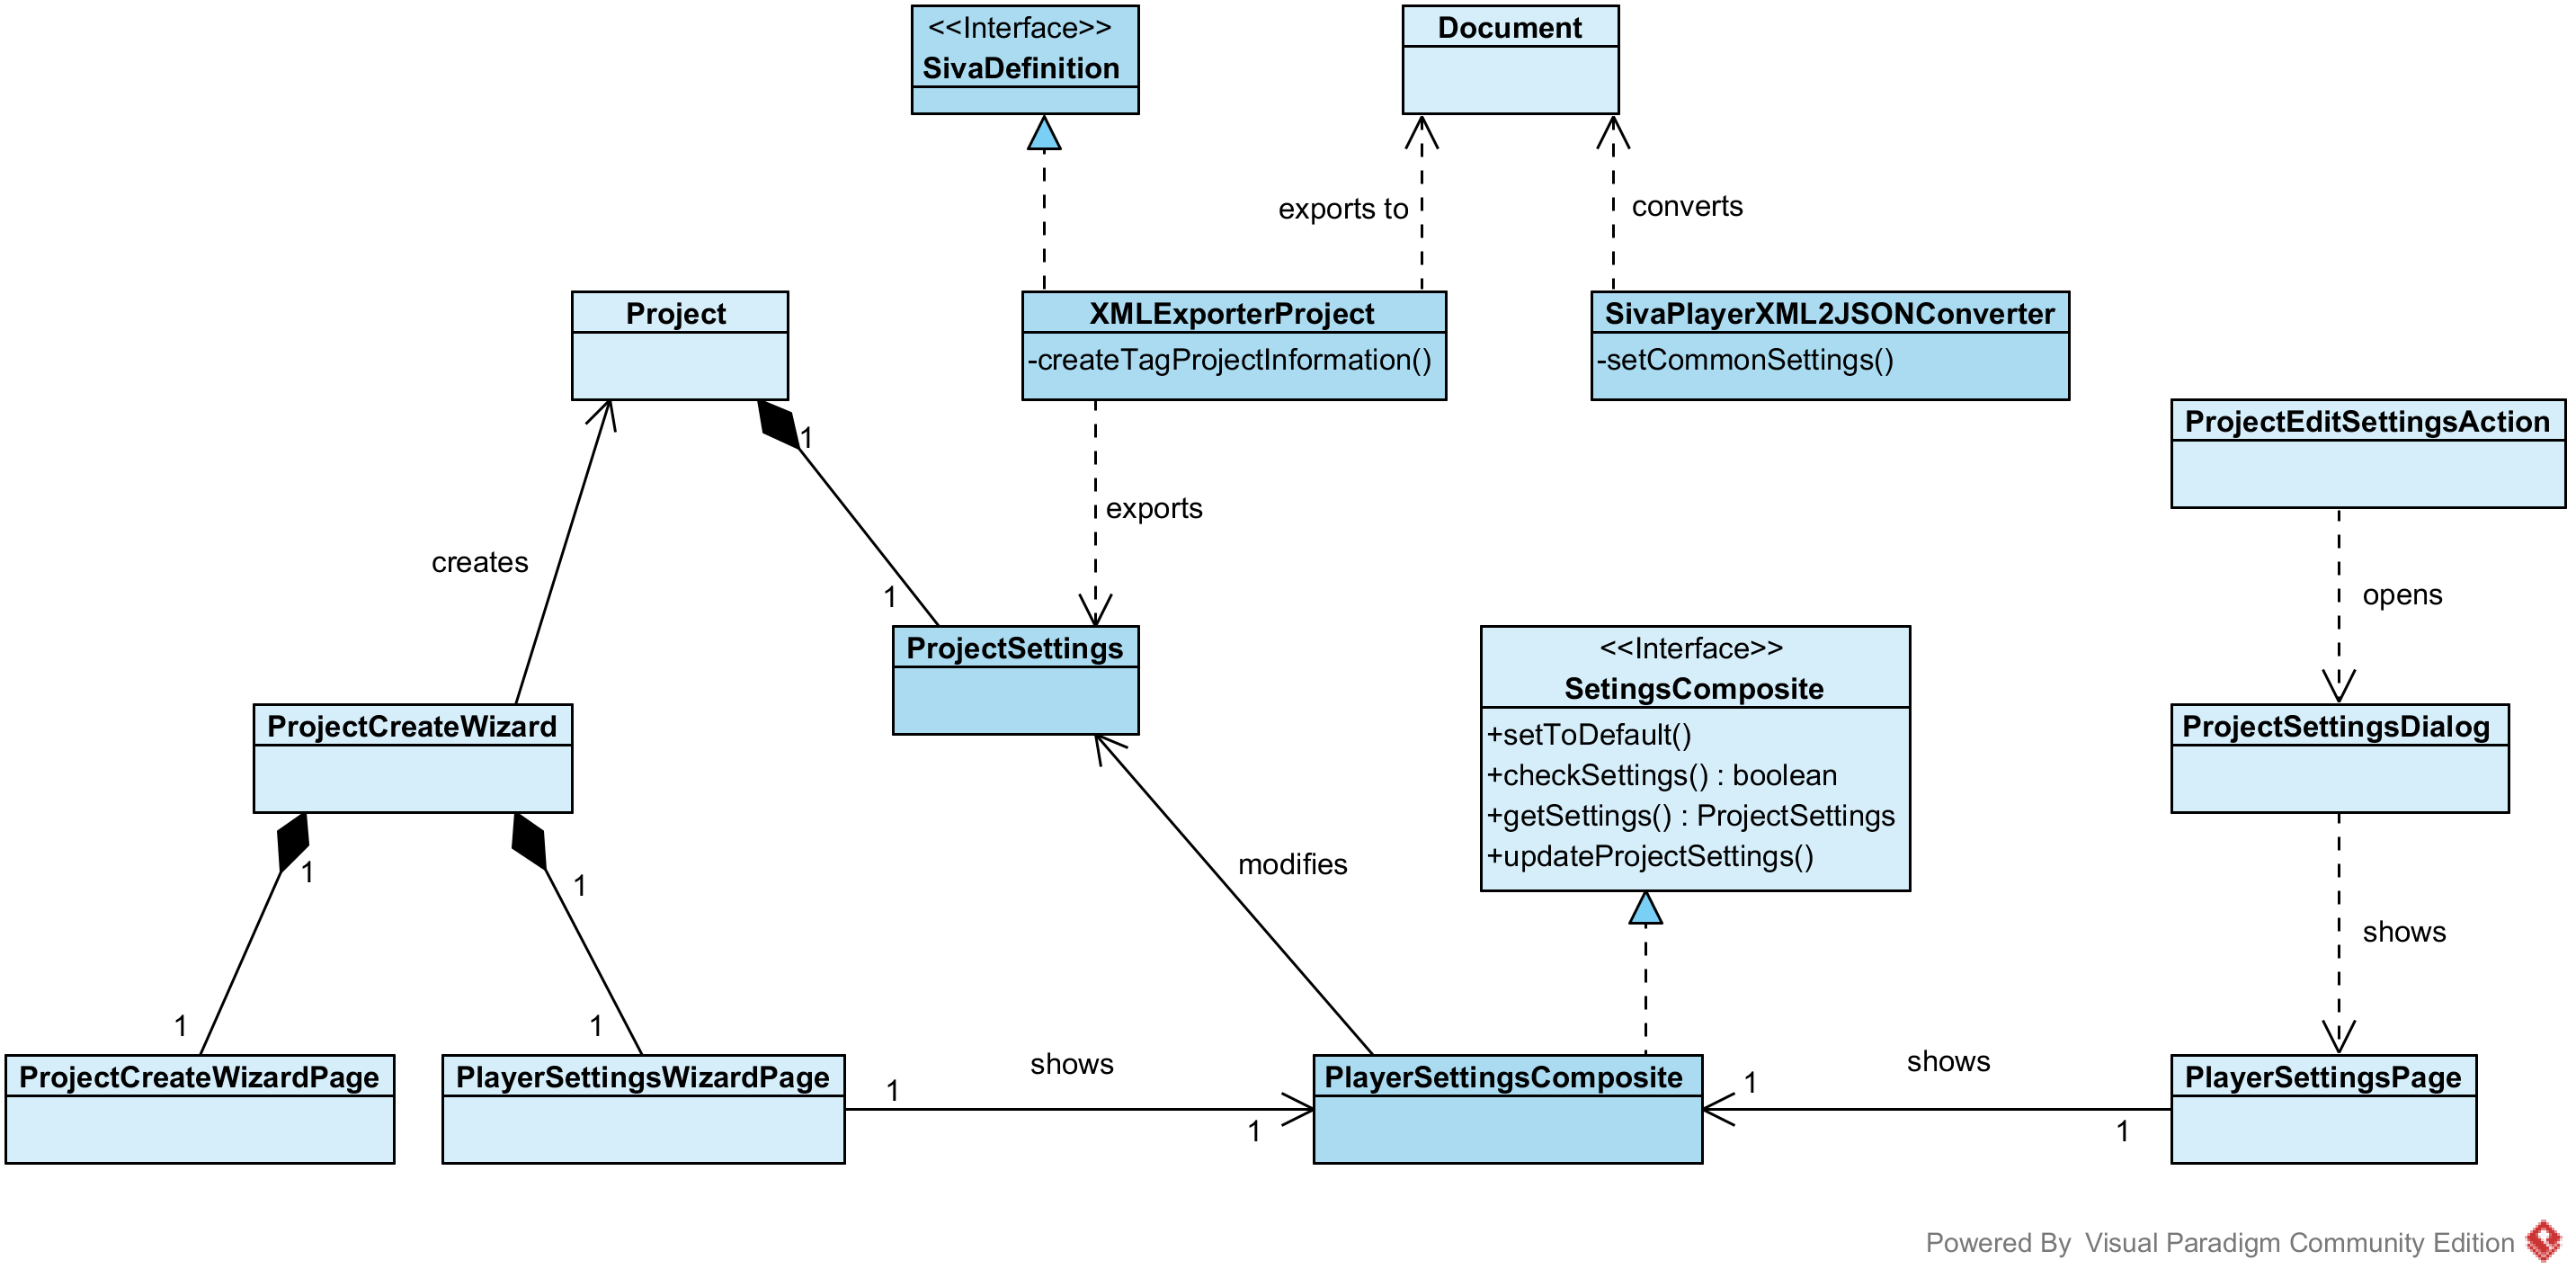 <<Interface>>
SivaDefinition
Document
exports to
converts
Project
XMLExporterProject
-createTagProjectInformation()
SivaPlayerXML2JSONConverter
-setCommonSettings()
ProjectEditSettingsAction
1
exports
creates
opens
1
ProjectSettings
<<Interface>>
SetingsComposite
+setToDefault()
+checkSettings() : boolean
+getSettings() : ProjectSettings
+updateProjectSettings()
ProjectCreateWizard
ProjectSettingsDialog
modifies
1
1
shows
1
1
ProjectCreateWizardPage
PlayerSettingsWizardPage
1
shows
1
PlayerSettingsComposite
1
shows
1
PlayerSettingsPage
Powered By Visual Paradigm Community Edition